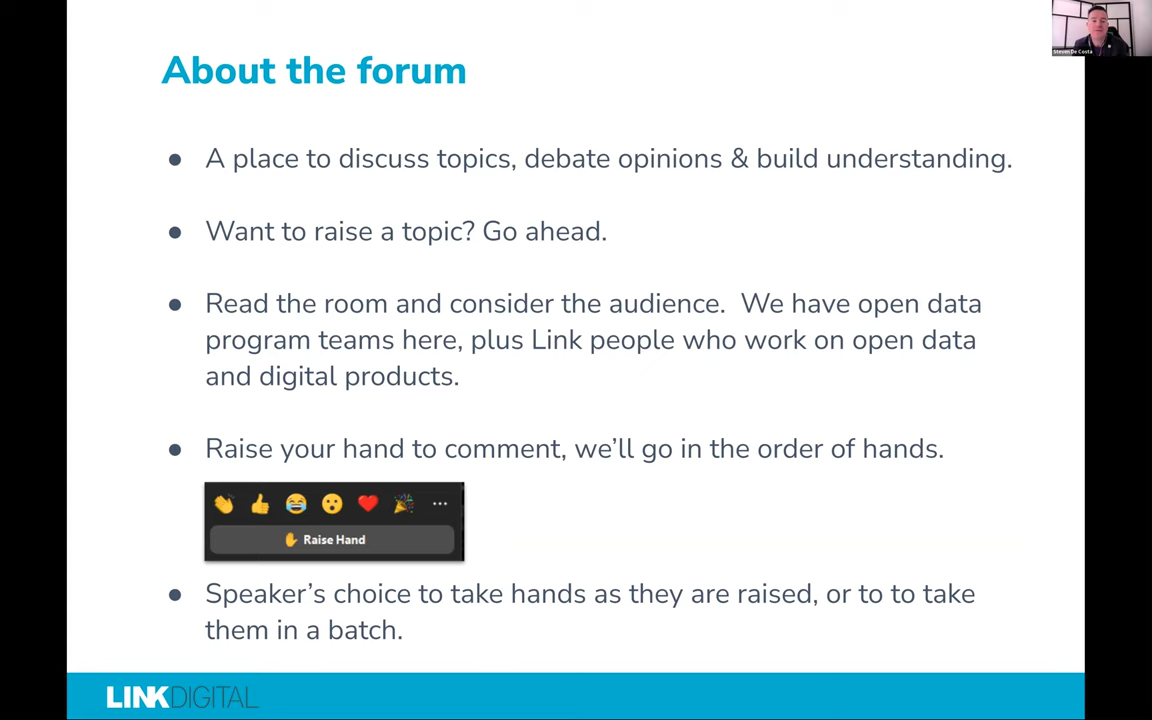 Steven De Costa
About the forum
● A place to discuss topics, debate opinions & build understanding.
● Want to raise a topic? Go ahead.
● Read the room and consider the audience.  We have open data
program teams here, plus Link people who work on open data
and digital products.
● Raise your hand to comment, we’ll go in the order of hands.
Raise Hand
● Speaker’s choice to take hands as they are raised, or to to take
them in a batch.
LINKDIGITAL